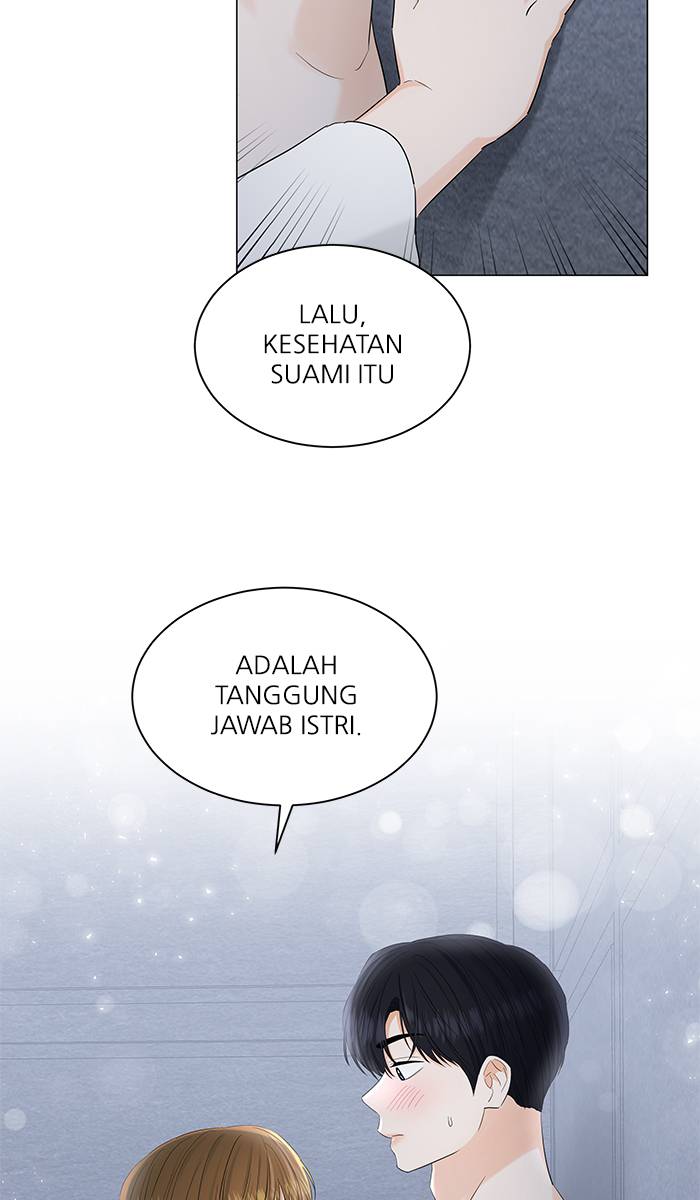 LALU,
KESEHATAN
SUAMI ITU
ADALAH
TANGGUNG
JAWAB ISTRI.